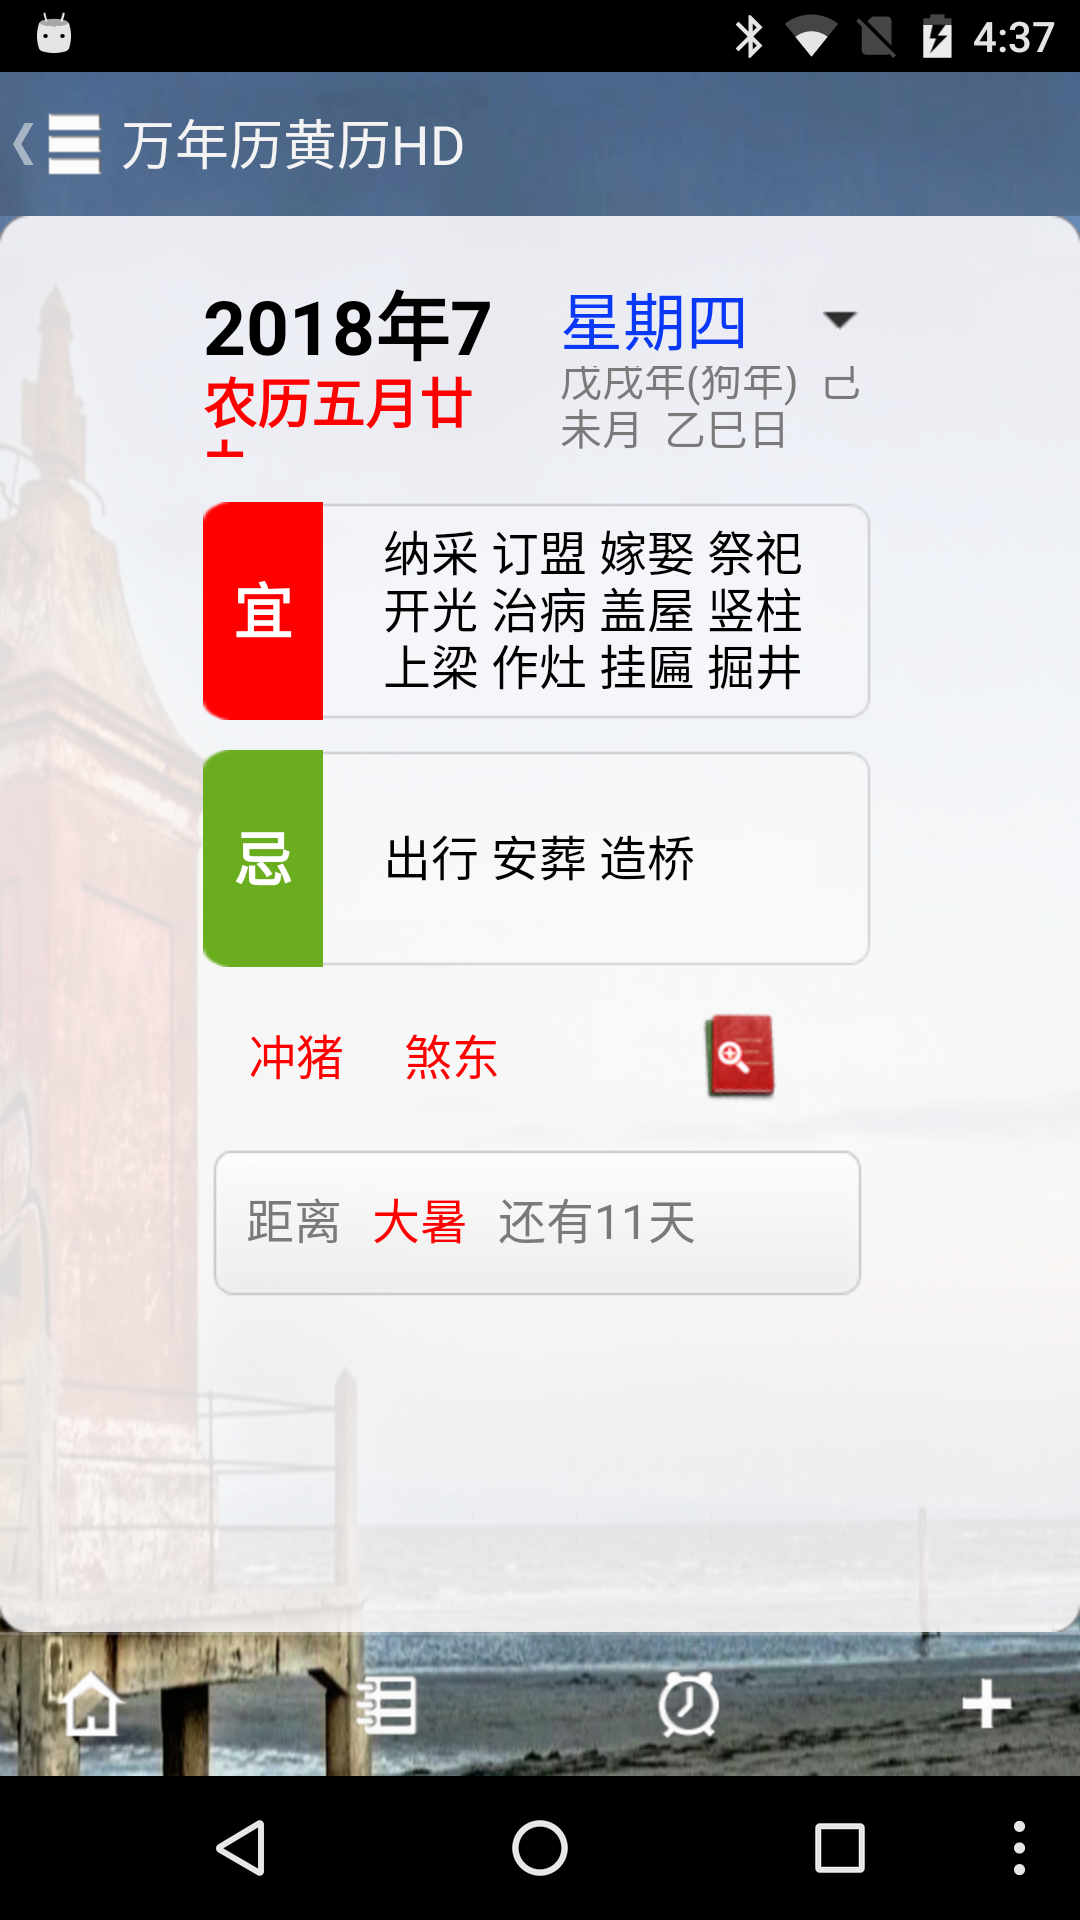 4:37
万年历黄历HD
2018年7
星期四
农历五月廿
戊戌年(狗年) 己
未月 乙巳日
宜
纳采 订盟 嫁娶 祭祀
开光 治病 盖屋 竖柱
上梁 作灶 挂匾 掘井
忌
出行 安葬 造桥
冲猪 煞东
距离 大暑 还有11天